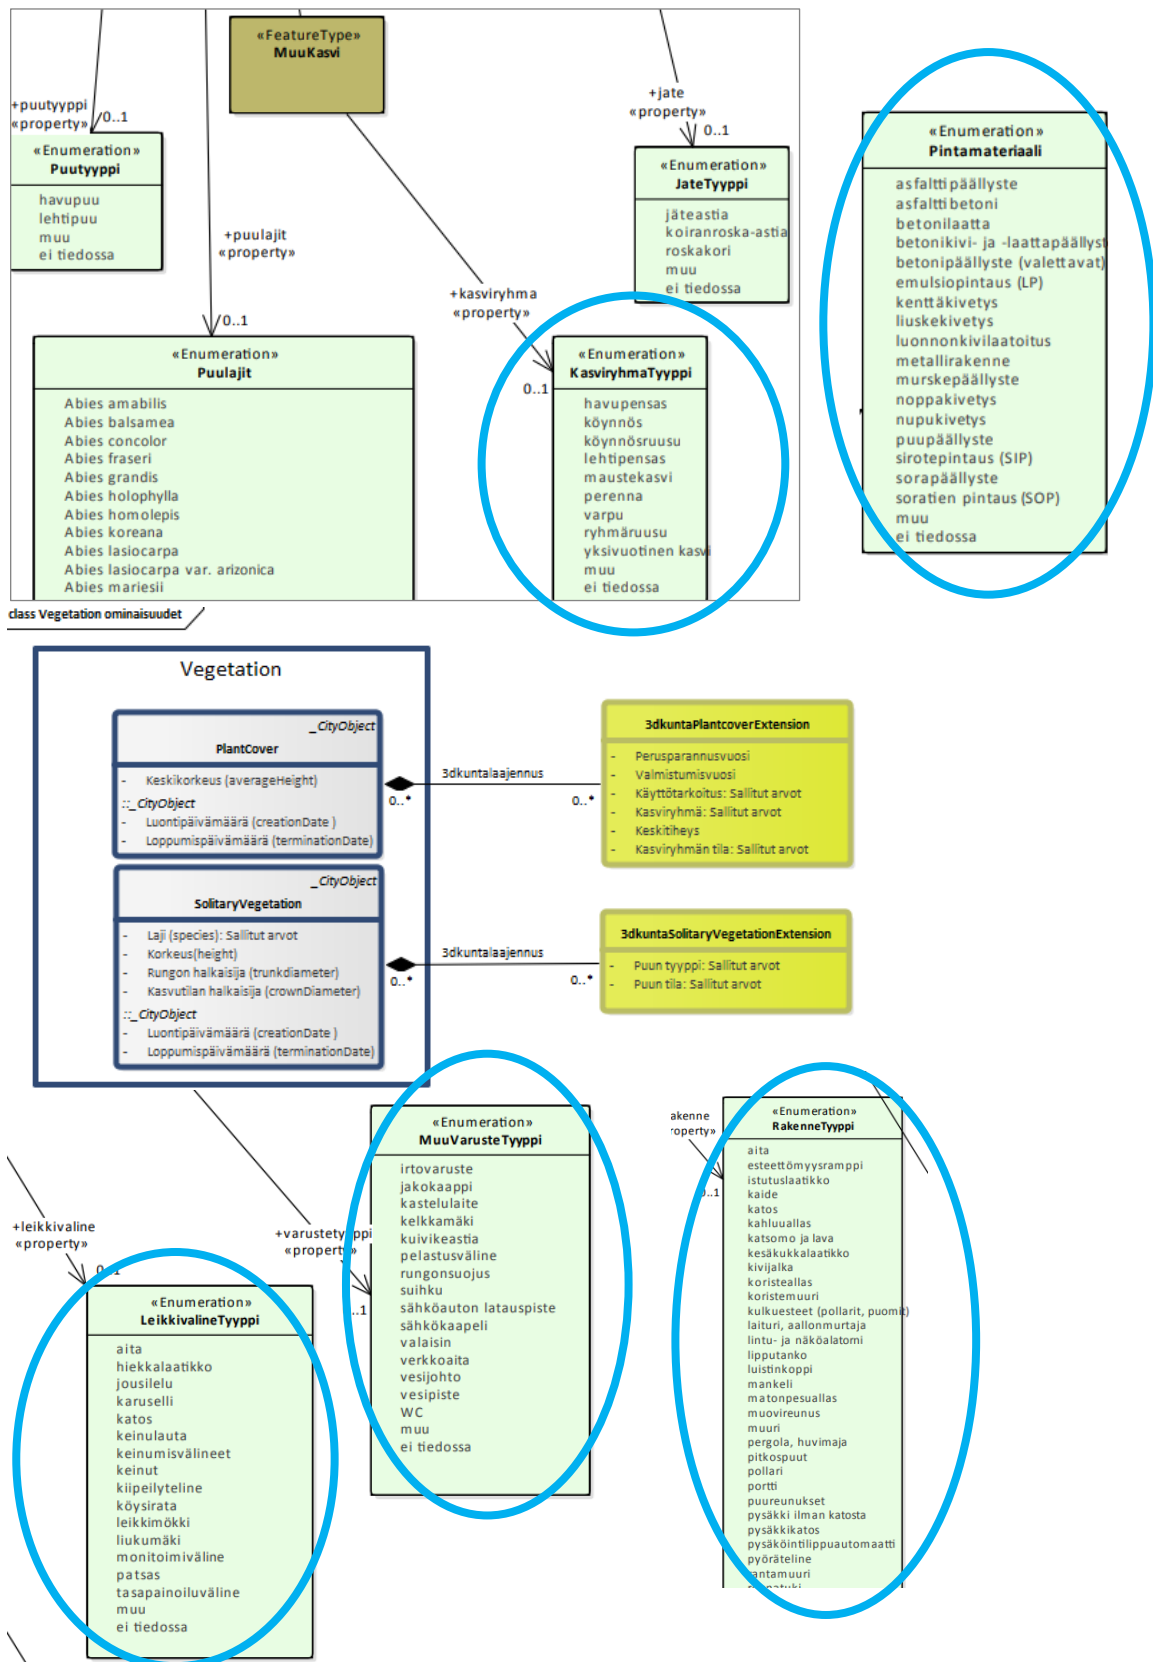 «FeatureType»
MuuKasvi
+puutyyppi
«property»
0..1
«Enumeration»
Puutyyppi
havupuu
lehtipuu
muu
ei tiedossa
+puulajit
«property»
0..1
«Enumeration»
Puulajit
Abies amabilis
Abies balsamea
Abies concolor
Abies fraseri
Abies grandis
Abies holophylla
Abies homolepis
Abies koreana
Abies lasiocarpa
Abies lasiocarpa var. arizonica
Abies mariesii
+jate
«property»
0..1
«Enumeration»
JateTyyppi
jäteastia
koiranroska-astia
roskakori
muu
ei tiedossa
+kasviryhma
«property»
0..1
«Enumeration»
KasviryhmaTyyppi
havupensas
köynnös
köynnösruusu
lehtipensas
maustekasvi
perenna
varpu
ryhmäruusu
yksivuotinen kasvi
muu
ei tiedossa
«Enumeration»
Pintamateriaali
asfalttipäällyste
asfalttibetoni
betonilaatta
betonikivi- ja -laattapäällyst
betonipäällyste (valettavat)
emulsiopintaus (LP)
kenttäkivetys
liuskekivetys
luonnonkivilaatoitus
metallirakenne
murskepäällyste
noppakivetys
nupukivetys
puupäällyste
sirotepintaus (SIP)
sorapäällyste
soratien pintaus (SOP)
muu
ei tiedossa
class Vegetation ominaisuudet
Vegetation
_CityObject
PlantCover
- Keskikorkeus (averageHeight)
::_CityObject
- Luontipäivämäärä (creationDate )
- Loppumispäivämäärä (terminationDate)
3dkuntalaajennus
0..*
0..*
3dkuntaPlantcoverExtension
- Perusparannusvuosi
- Valmistumisvuosi
- Käyttötarkoitus: Sallitut arvot
- Kasviryhmä: Sallitut arvot
- Keskitiheys
- Kasviryhmän tila: Sallitut arvot
_CityObject
SolitaryVegetation
- Laji (species): Sallitut arvot
- Korkeus(height)
- Rungon halkaisija (trunkdiameter)
- Kasvutilan halkaisija (crownDiameter)
::_CityObject
- Luontipäivämäärä (creationDate )
- Loppumispäivämäärä (terminationDate)
3dkuntalaajennus
0..*
0..*
3dkuntaSolitaryVegetationExtension
- Puun tyyppi: Sallitut arvot
- Puun tila: Sallitut arvot
+leikkivaline
«property»
0..1
«Enumeration»
LeikkivalineTyyppi
aita
hiekkalaatikko
jousilelu
karuselli
katos
keinulauta
keinumisvälineet
keinut
kiipeilyteline
köysirata
leikkimökki
liukumäki
monitoimiväline
patsas
tasapainoiluväline
muu
ei tiedossa
+varustetyyppi
«property»
..1
«Enumeration»
MuuVarusteTyyppi
irtovaruste
jakokaappi
kastelulaite
kelkkamäki
kuivikeastia
pelastusväline
rungonsuojus
suihku
sähköauton latauspiste
sähkökaapeli
valaisin
verkkoaita
vesijohto
vesipiste
WC
muu
ei tiedossa
akenne
roperty»
..1
«Enumeration»
RakenneTyyppi
aita
esteettömyysramppi
istutuslaatikko
kaide
katos
kahluuallas
katsomo ja lava
kesäkukkalaatikko
kivijalka
koristeallas
koristemuuri
kulkuesteet (pollarit, puomit)
laituri, aallonmurtaja
lintu- ja näköalatorni
lipputanko
luistinkoppi
mankeli
matonpesuallas
muovireunus
muuri
pergola, huvimaja
pitkospuut
pollari
portti
puureunukset
pysäkki ilman katosta
pysäkkikatos
pysäköintilippuautomaatti
pyöräteline
rantamuuri